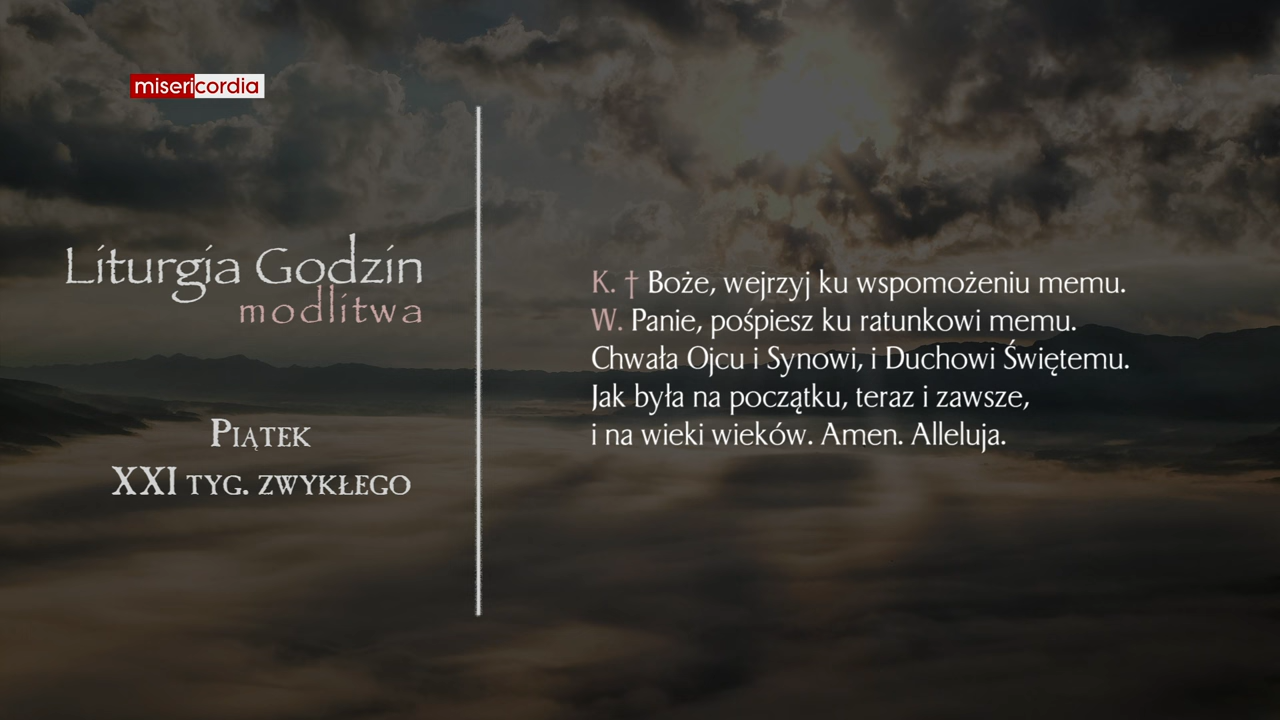 misericordia
Liturgia Godzin
modlitwa
Piątek
XXI tyg. zwykłego
K. † Boże, wejrzyj ku wspomożeniu memu.
W. Panie, pośpiesz ku ratunkowi memu.
Chwała Ojcu i Synowi, i Duchowi Świętemu.
Jak była na początku, teraz i zawsze,
i na wieki wieków. Amen. Alleluja.